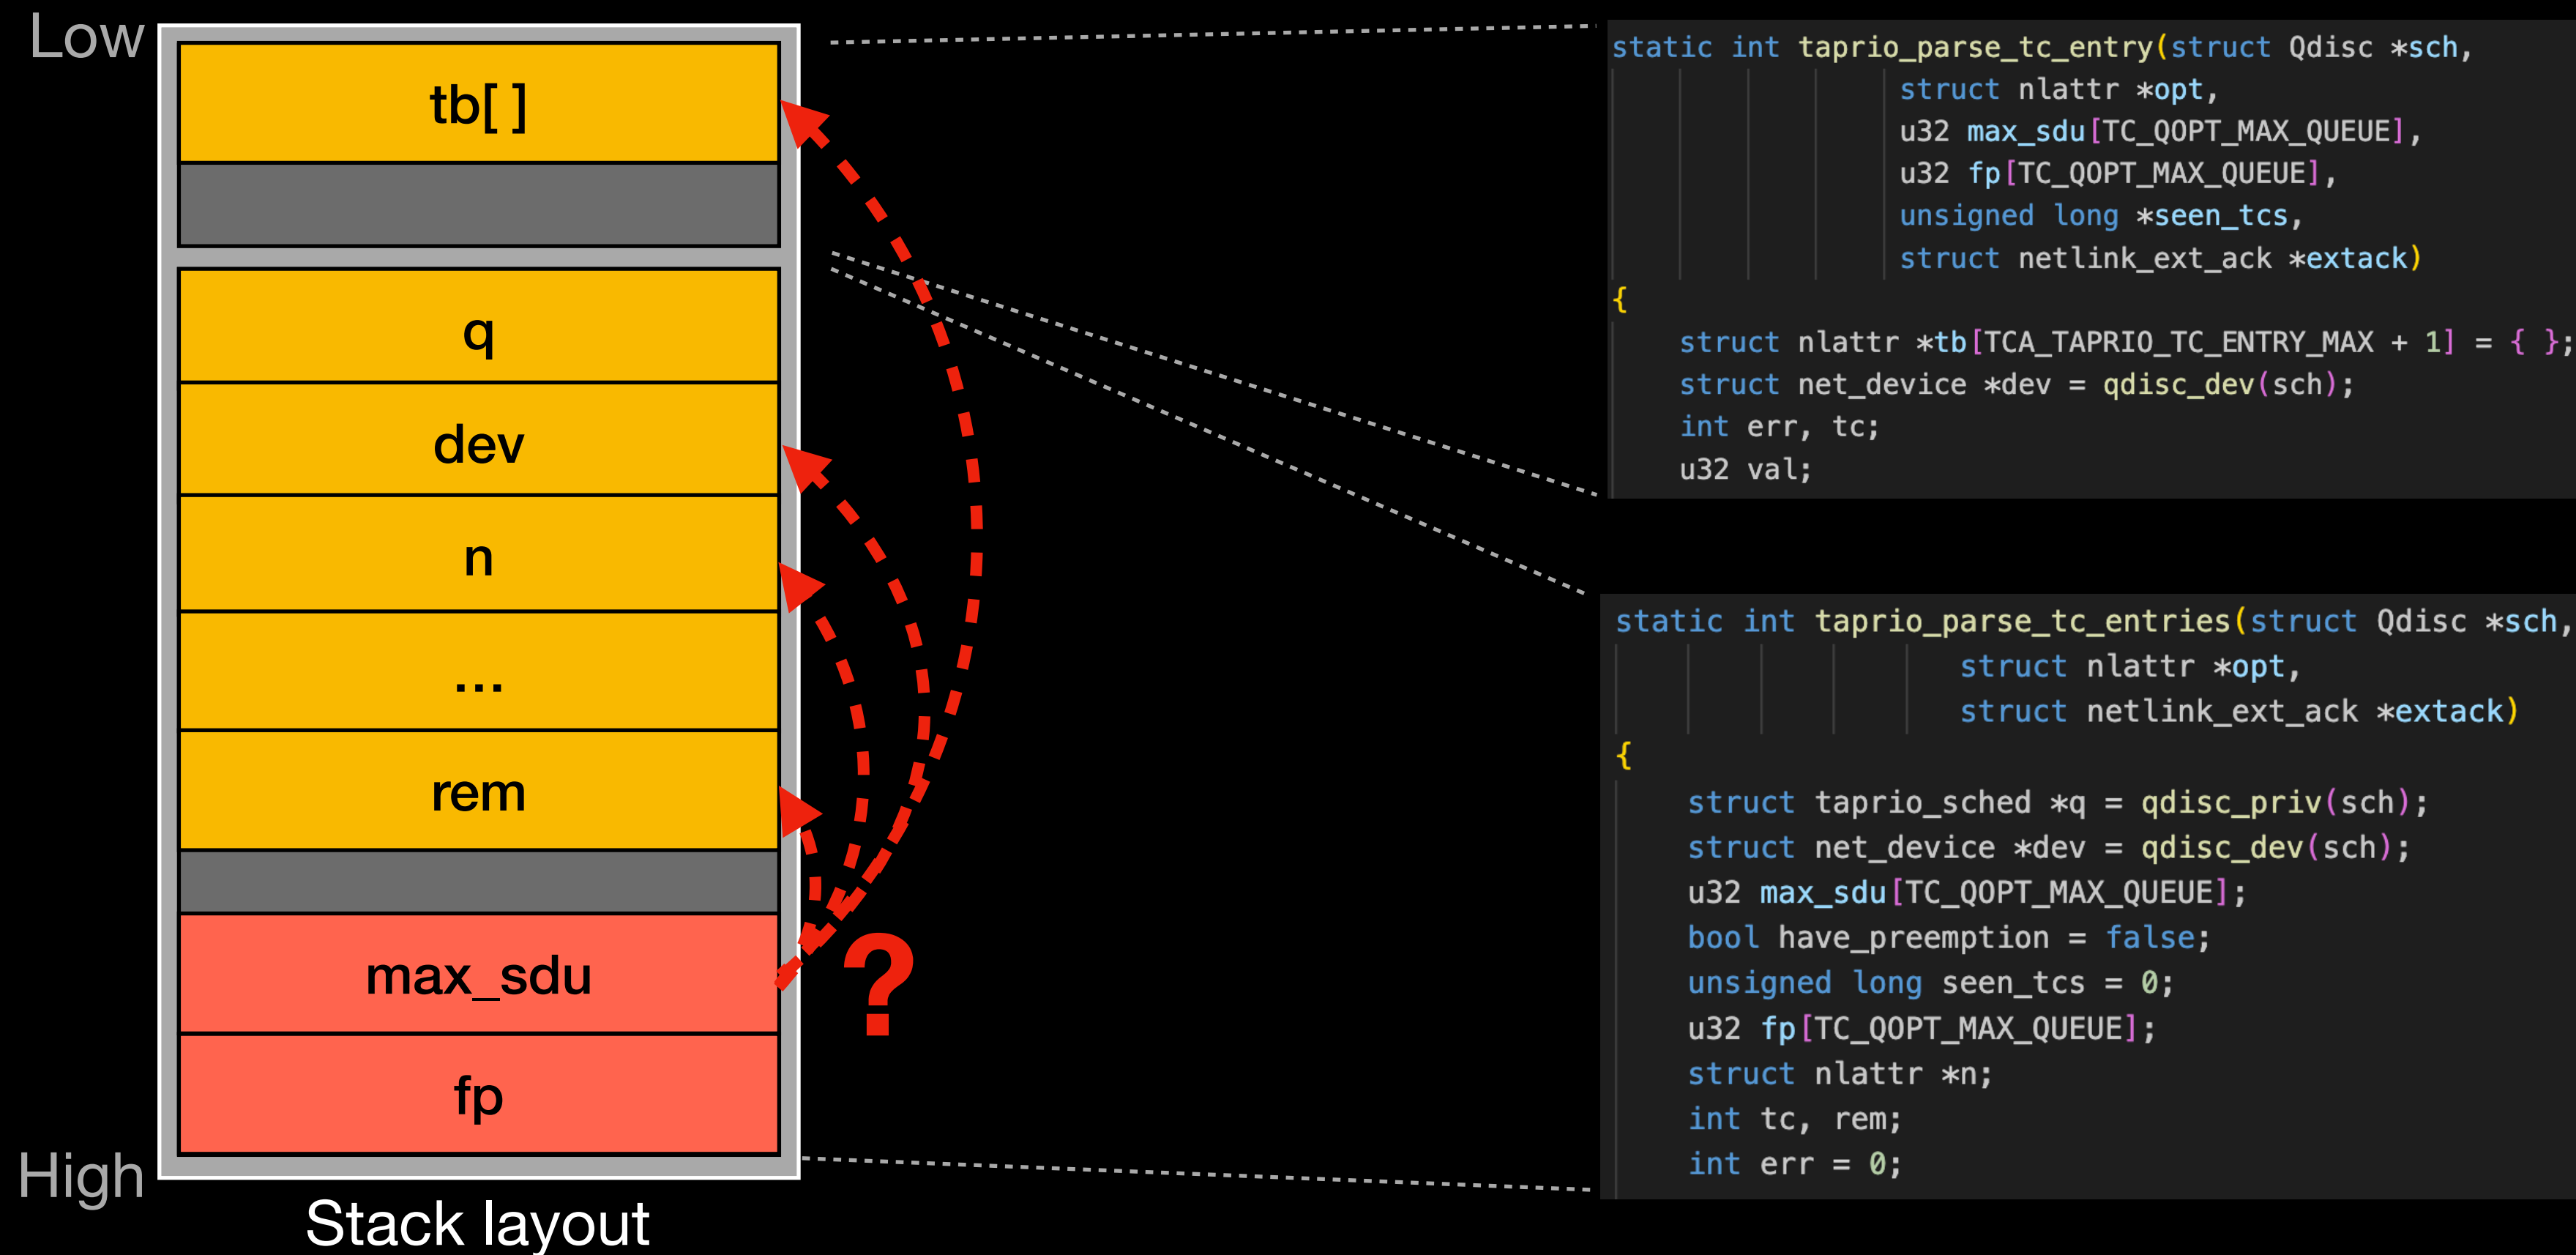 Low
tb[ ]
q
dev
n
...
rem
max_sdu
fp
High
Stack layout
?
static int taprio_parse_tc_entry(struct Qdisc *sch,
struct nlattr *opt,
u32 max_sdu[TC_QOPT_MAX_QUEUE],
u32 fp[TC_QOPT_MAX_QUEUE],
unsigned long *seen_tcs,
struct netlink_ext_ack *extack)
{
struct nlattr *tb[TCA_TAPRIO_TC_ENTRY_MAX + 1] = { };
struct net_device *dev = qdisc_dev(sch);
int err, tc;
u32 val;
static int taprio_parse_tc_entries(struct Qdisc *sch,
struct nlattr *opt,
struct netlink_ext_ack *extack)
{
struct taprio_sched *q = qdisc_priv(sch);
struct net_device *dev = qdisc_dev(sch);
u32 max_sdu[TC_QOPT_MAX_QUEUE];
bool have_preemption = false;
unsigned long seen_tcs = 0;
u32 fp[TC_QOPT_MAX_QUEUE];
struct nlattr *n;
int tc, rem;
int err = 0;